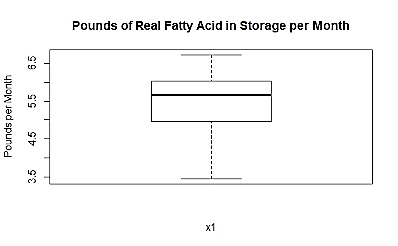 Pounds of Real Fatty Acid in Storage per Month
Pounds per Month
6.5
5.5
4.5
3.5
x1